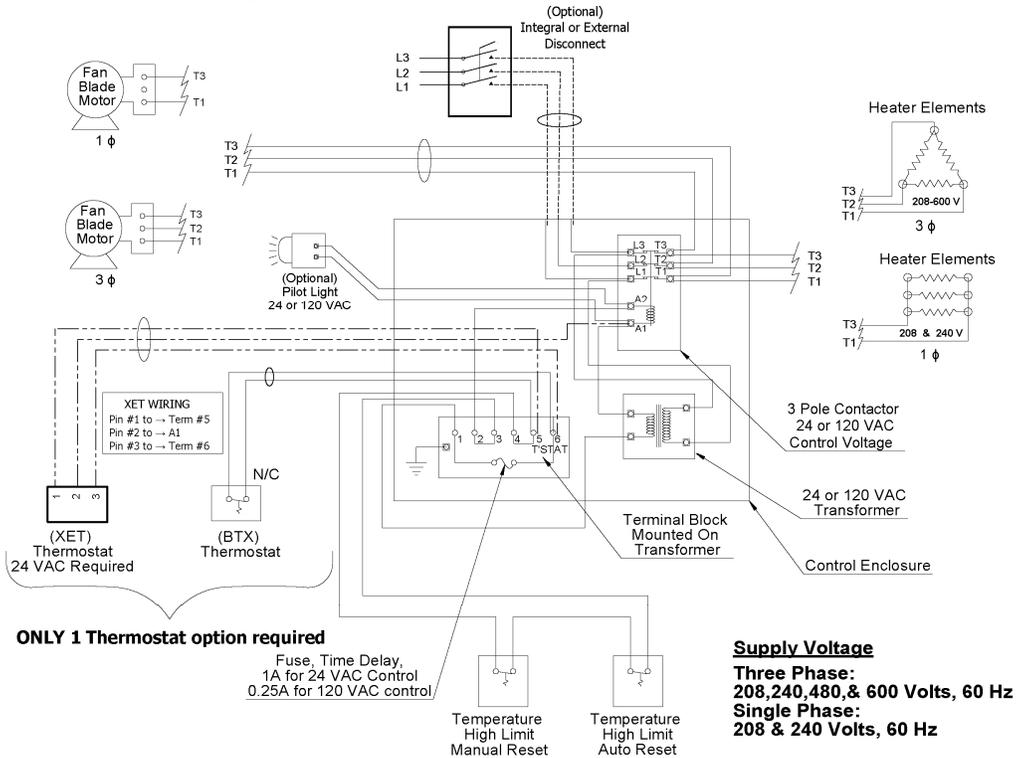 (Optional)
Integral or External
Disconnect
L3
L2
L1
Fan
Blade
Motor
T3
T1
1 ϕ
T3
T2
T1
Heater Elements
T3
T2
T1
208-600 V
3 ϕ
Fan
Blade
Motor
T3
T2
T1
3 ϕ
(Optional)
Pilot Light
24 or 120 VAC
L3 T3
L2 T2
L1 T1
A2
A1
T3
T2
T1
Heater Elements
T3
T1
208 & 240 V
1 ϕ
XET WIRING
Pin #1 to → Term #5
Pin #2 to → A1
Pin #3 to → Term #6
3 Pole Contactor
24 or 120 VAC
Control Voltage
1 2 3 4 5 6
T'STAT
N/C
1 2 3
(XET)
Thermostat
24 VAC Required
(BTX)
Thermostat
24 or 120 VAC
Transformer
Terminal Block
Mounted On
Transformer
Control Enclosure
ONLY 1 Thermostat option required
Fuse, Time Delay,
1A for 24 VAC Control
0.25A for 120 VAC control
Temperature
High Limit
Manual Reset
Temperature
High Limit
Auto Reset
Supply Voltage
Three Phase:
208,240,480,& 600 Volts, 60 Hz
Single Phase:
208 & 240 Volts, 60 Hz